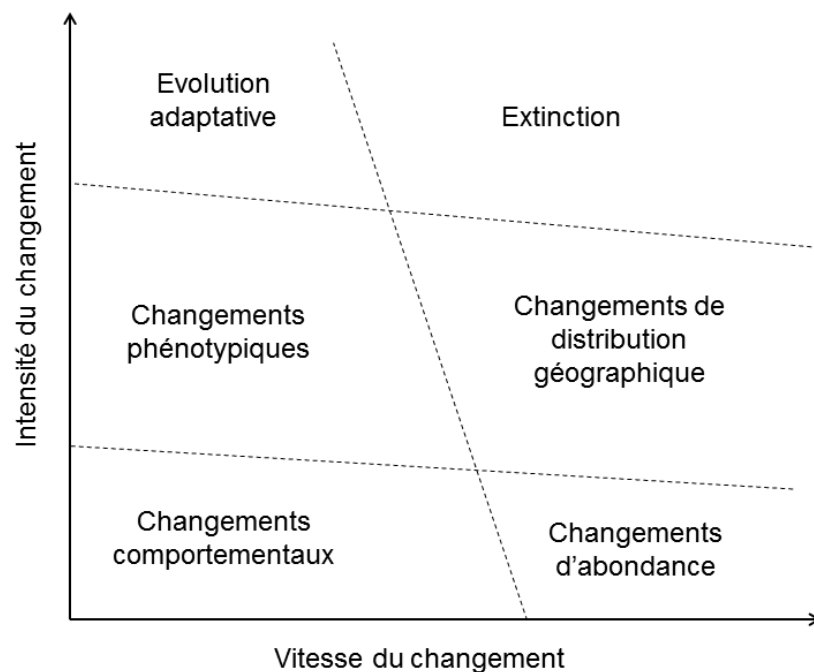 Evolution
adaptative
Extinction
Intensité du changement
Changements
phénotypiques
Changements de
distribution
géographique
Changements
comportementaux
Changements
d’abondance
Vitesse du changement